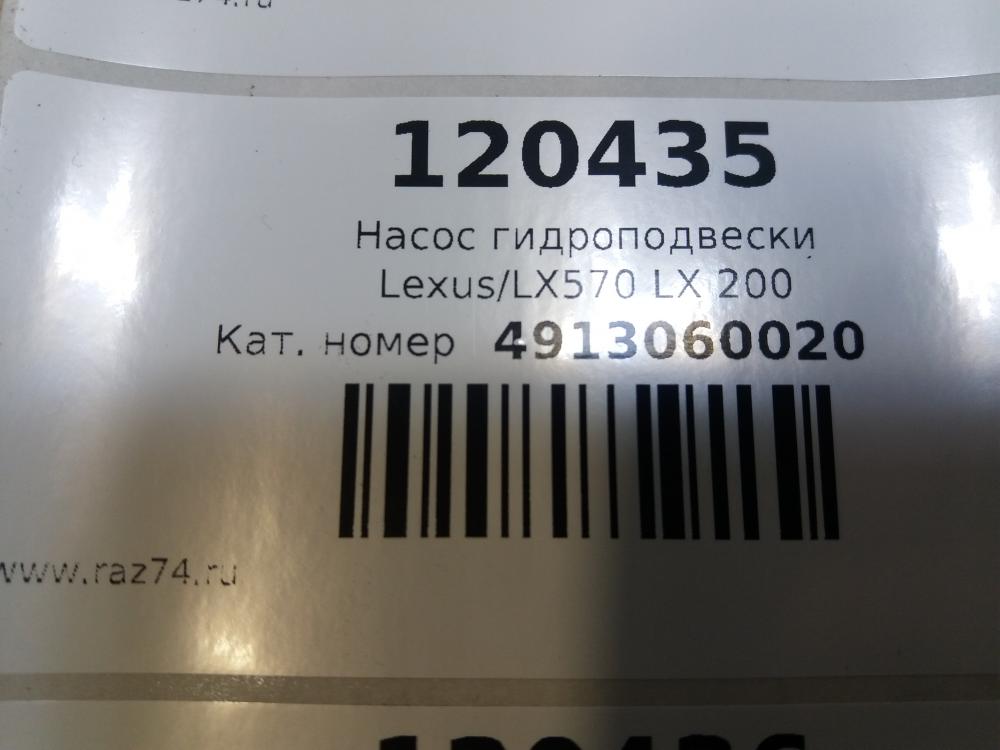 120435
Насос гидроподвески
Lexus/LX570 LX 200
Кат. номер 4913060020
www.raz74.ru